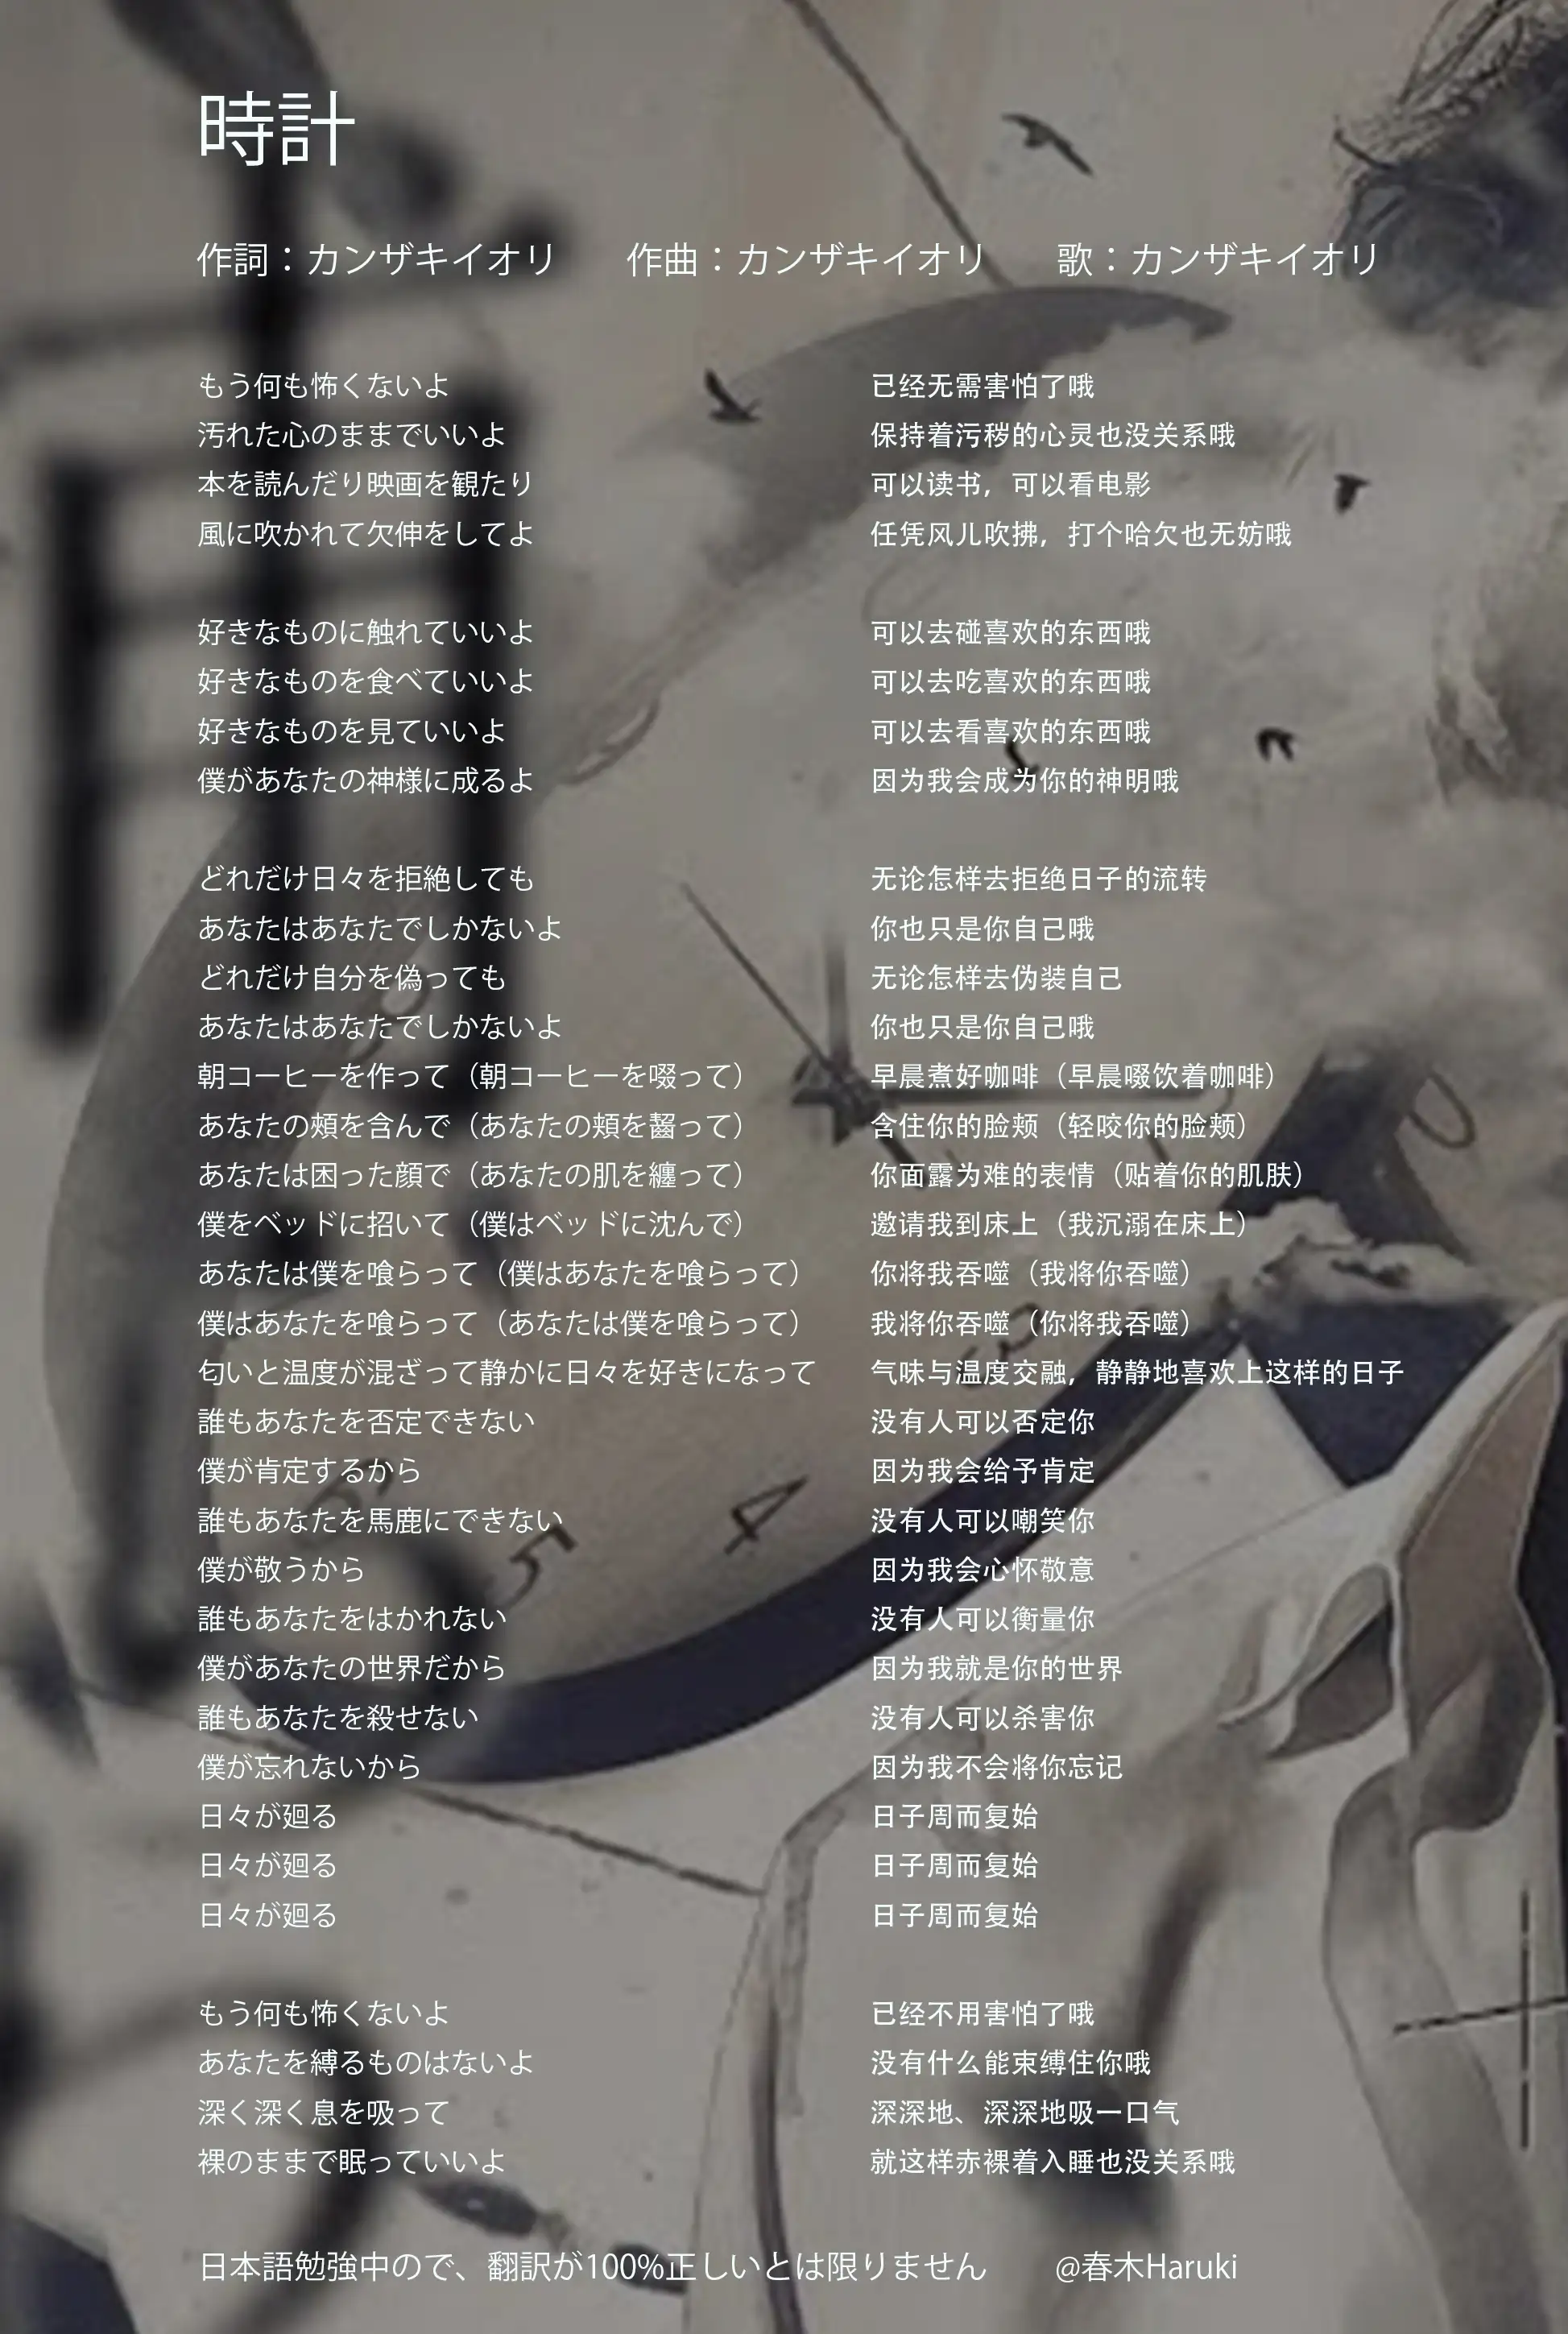 時計
作詞：カンザキイオリ　　作曲：カンザキイオリ　　歌：カンザキイオリ
もう何も怖くないよ
汚れた心のままでいいよ
本を読んだり映画を観たり
風に吹かれて欠伸をしてよ
好きなものに触れていいよ
好きなものを食べていいよ
好きなものを見ていいよ
僕があなたの神様に成るよ
どれだけ日々を拒絶しても
あなたはあなたでしかないよ
どれだけ自分を偽っても
あなたはあなたでしかないよ
朝コーヒーを作って（朝コーヒーを啜って）
あなたの頬を含んで（あなたの頬を齧って）
あなたは困った顔で（あなたの肌を纏って）
僕をベッドに招いて（僕はベッドに沈んで）
あなたは僕を喰らって（僕はあなたを喰らって）
僕はあなたを喰らって（あなたは僕を喰らって）
匂いと温度が混ざって静かに日々を好きになって
誰もあなたを否定できない
僕が肯定するから
誰もあなたを馬鹿にできない
僕が敬うから
誰もあなたをはかれない
僕があなたの世界だから
誰もあなたを殺せない
僕が忘れないから
日々が廻る
日々が廻る
日々が廻る
もう何も怖くないよ
あなたを縛るものはないよ
深く深く息を吸って
裸のままで眠っていいよ
已经无需害怕了哦
保持着污秽的心灵也没关系哦
可以读书，可以看电影
任凭风儿吹拂，打个哈欠也无妨哦
可以去碰喜欢的东西哦
可以去吃喜欢的东西哦
可以去看喜欢的东西哦
因为我会成为你的神明哦
无论怎样去拒绝日子的流转
你也只是你自己哦
无论怎样去伪装自己
你也只是你自己哦
早晨煮好咖啡（早晨啜饮着咖啡）
含住你的脸颊（轻咬你的脸颊）
你面露为难的表情（贴着你的肌肤）
邀请我到床上（我沉溺在床上）
你将我吞噬（我将你吞噬）
我将你吞噬（你将我吞噬）
气味与温度交融，静静地喜欢上这样的日子
没有人可以否定你
因为我会给予肯定
没有人可以嘲笑你
因为我会心怀敬意
没有人可以衡量你
因为我就是你的世界
没有人可以杀害你
因为我不会将你忘记
日子周而复始
日子周而复始
日子周而复始
已经不用害怕了哦
没有什么能束缚住你哦
深深地、深深地吸一口气
就这样赤裸着入睡也没关系哦
日本語勉強中ので、翻訳が100%正しいとは限りません　　@春木Haruki
4
5